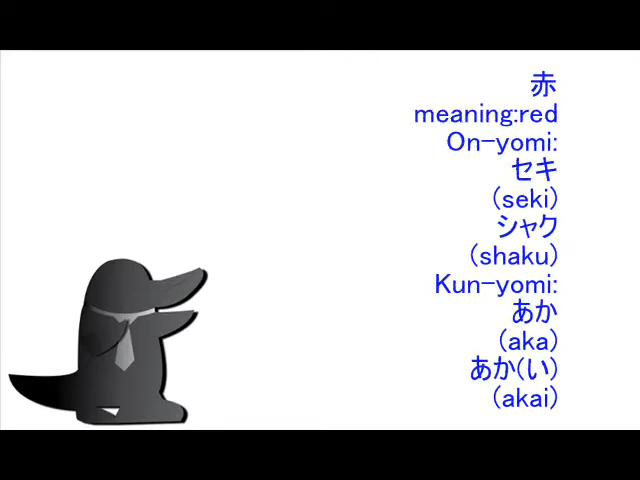 赤
meaning:red
On-yomi:
セキ
(seki)
シャク
(shaku)
Kun-yomi:
あか
(aka)
あか(い)
(akai)